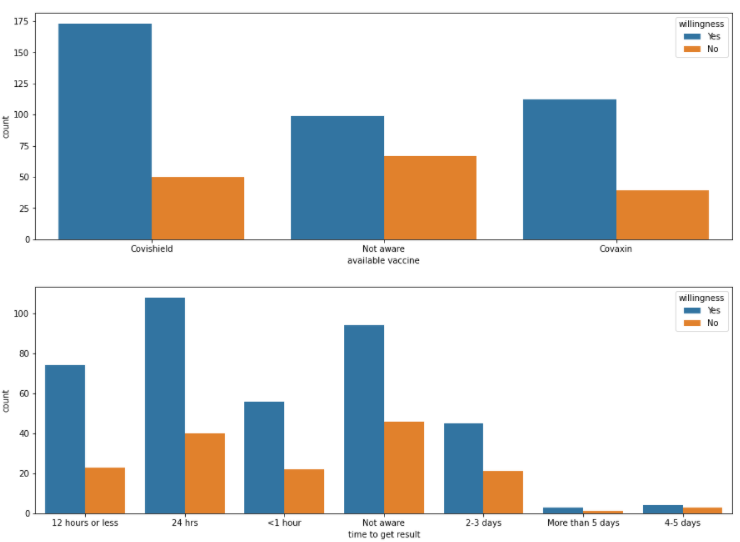 175
150
125
100
75
50
25
0
count
willingness
Yes
No
Covishield Not aware Covaxin
available vaccine
100
80
60
40
20
0
count
willingness
Yes
No
12 hours or less 24 hrs <1 hour Not aware 2-3 days More than 5 days 4-5 days
time to get result